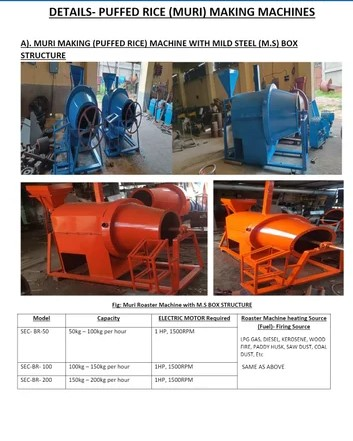 DETAILS- PUFFED RICE (MURI) MAKING MACHINES
A). MURI MAKING (PUFFED RICE) MACHINE WITH MILD STEEL (M.S) BOX
STRUCTURE
Fig: Muri Roaster Machine with M.S BOX STRUCTURE
Model Capacity ELECTRIC MOTOR Required Roaster Machine heating Source
(Fuel)- Firing Source
SEC- BR-50 50kg – 100kg per hour 1 HP, 1500RPM
LPG GAS, DIESEL, KEROSENE, WOOD
FIRE, PADDY HUSK, SAW DUST, COAL
DUST, Etc
SEC-BR- 100 100kg – 150kg per hour 1HP, 1500RPM SAME AS ABOVE
SEC-BR- 200 150kg – 200kg per hour 1HP, 1500RPM